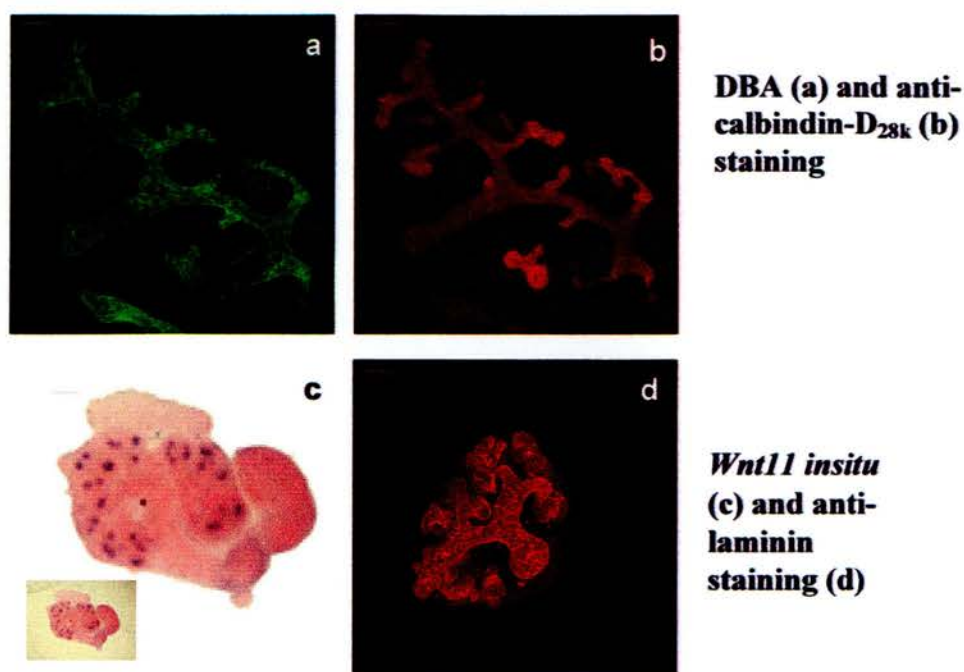 a
b
DBA (a) and anti-
calbindin-D28k (b)
staining
c
d
Wnt11 insitu
(c) and anti-
laminin
staining (d)